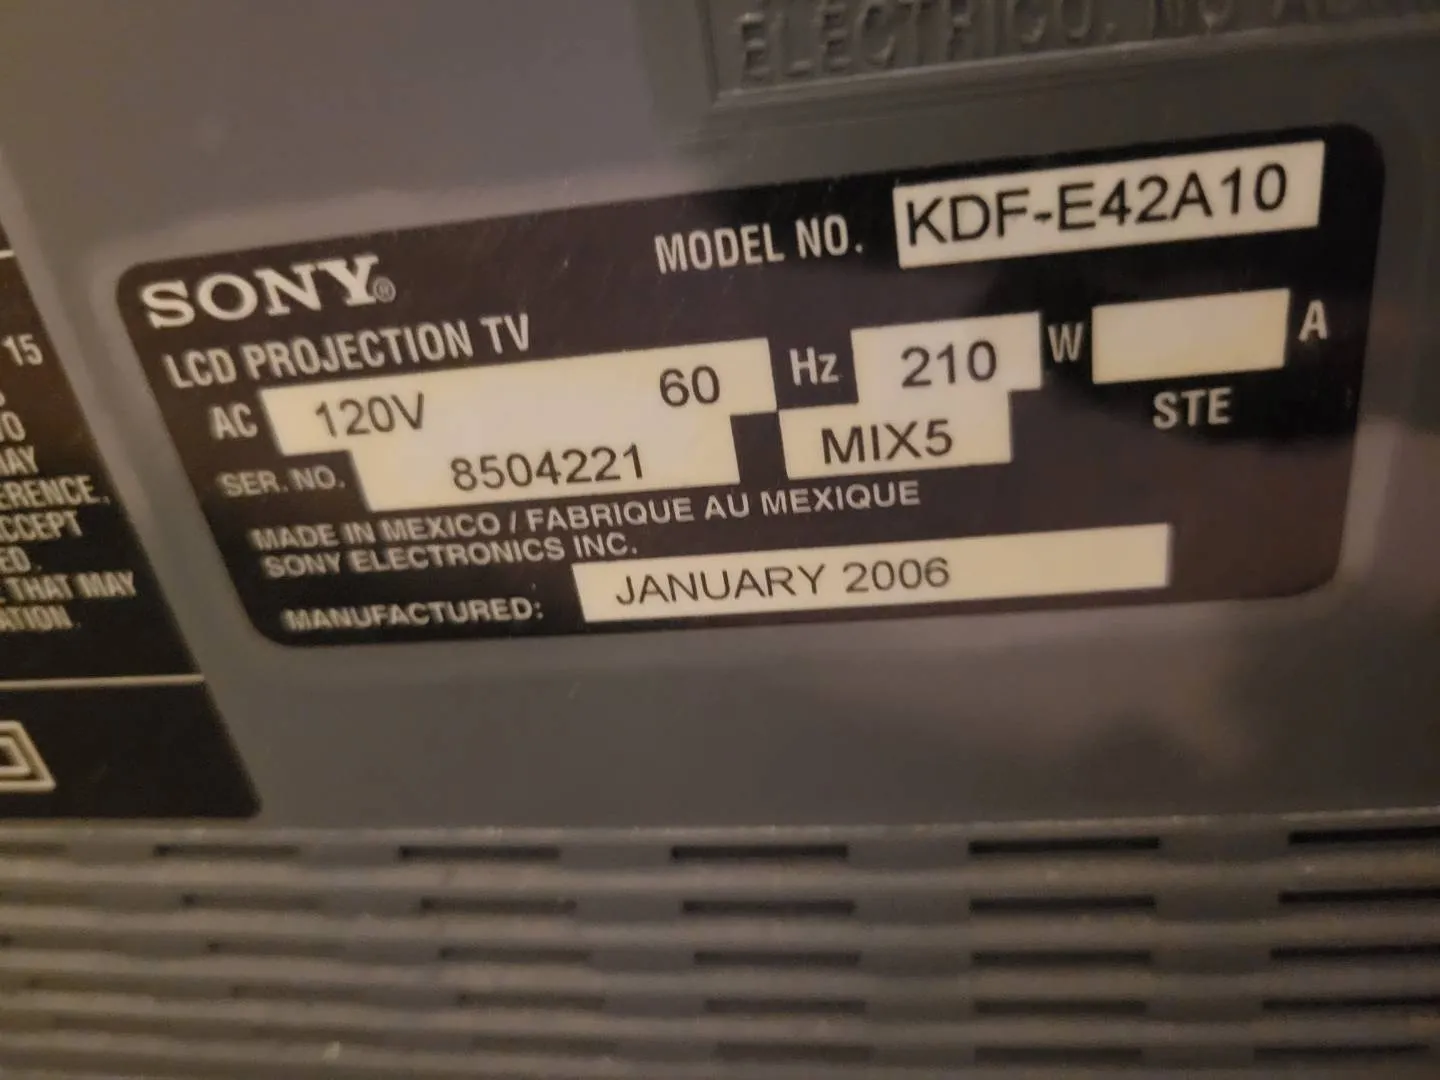 ELECTRICO. NO
SONY®
MODEL NO. KDF-E42A10
LCD PROJECTION TV
AC 120V 60 Hz 210 W A
SER. NO. 8504221 MIX5 STE
MADE IN MEXICO / FABRIQUE AU MEXIQUE
SONY ELECTRONICS INC.
MANUFACTURED: JANUARY 2006
15
ERENCE.
CCEPT
ED.
THAT MAY
ATION.